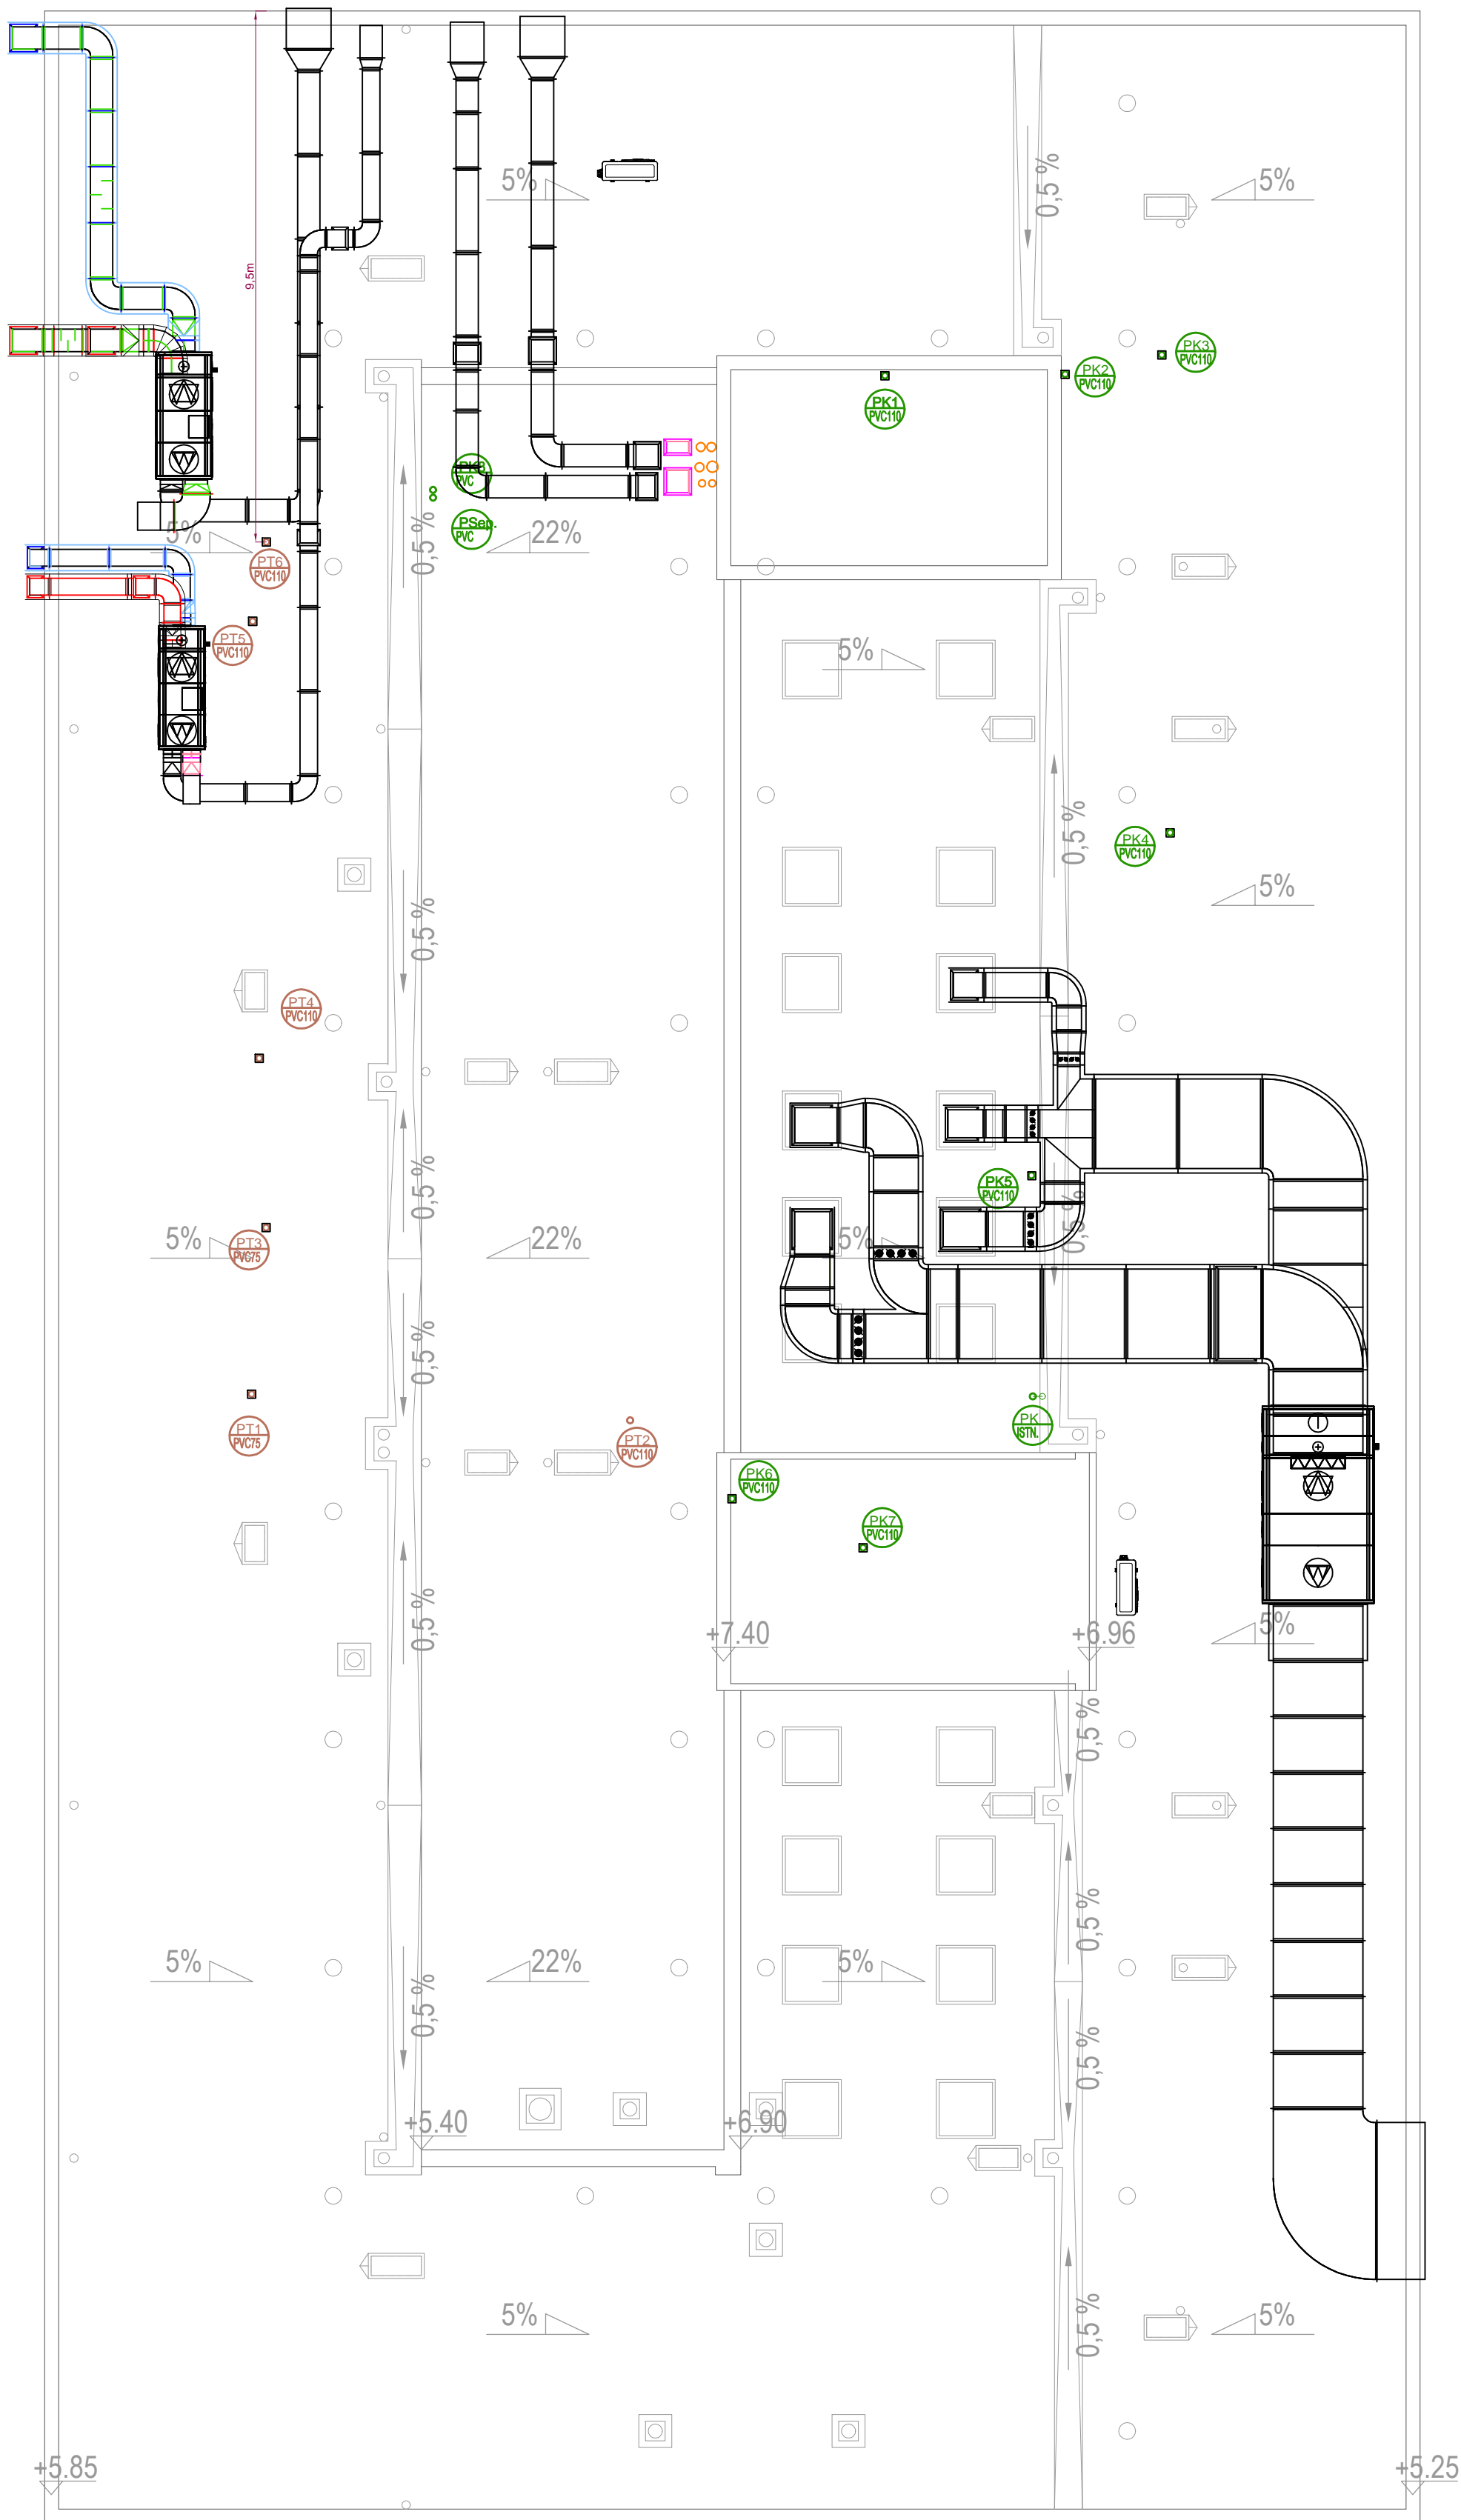 5%
0,5 %
5%
9,5m
PK3
PVC110
PK2
PVC110
PK1
PVC110
PVC
PSep.
PVC
5%
22%
0,5 %
PT6
PVC110
PT5
PVC110
5%
0,5 %
PK4
PVC110
5%
0,5 %
PT4
PVC110
0,5 %
PK5
PVC110
0,5 %
5%
PT3
PVC75
22%
5%
0,5 %
PT1
PVC75
PT2
PVC110
PK
ISTN.
PK6
PVC110
PK7
PVC110
0,5 %
+7.40
+6.96
5%
0,5 %
0,5 %
5%
22%
5%
0,5 %
0,5 %
+5.40
+6.90
5%
0,5 %
5%
+5.85
+5.25